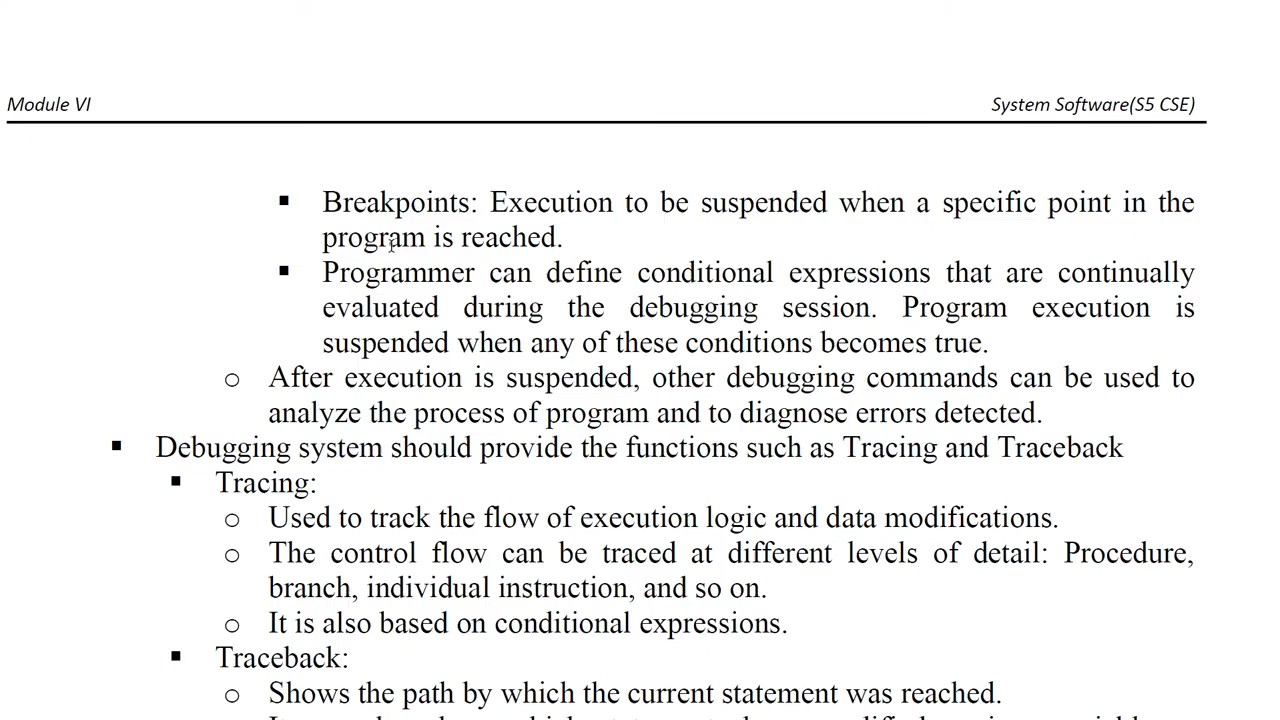 Module VI System Software(S5 CSE)
▪ Breakpoints: Execution to be suspended when a specific point in the
program is reached.
▪ Programmer can define conditional expressions that are continually
evaluated during the debugging session. Program execution is
suspended when any of these conditions becomes true.
o After execution is suspended, other debugging commands can be used to
analyze the process of program and to diagnose errors detected.
▪ Debugging system should provide the functions such as Tracing and Traceback
▪ Tracing:
o Used to track the flow of execution logic and data modifications.
o The control flow can be traced at different levels of detail: Procedure,
branch, individual instruction, and so on.
o It is also based on conditional expressions.
▪ Traceback:
o Shows the path by which the current statement was reached.